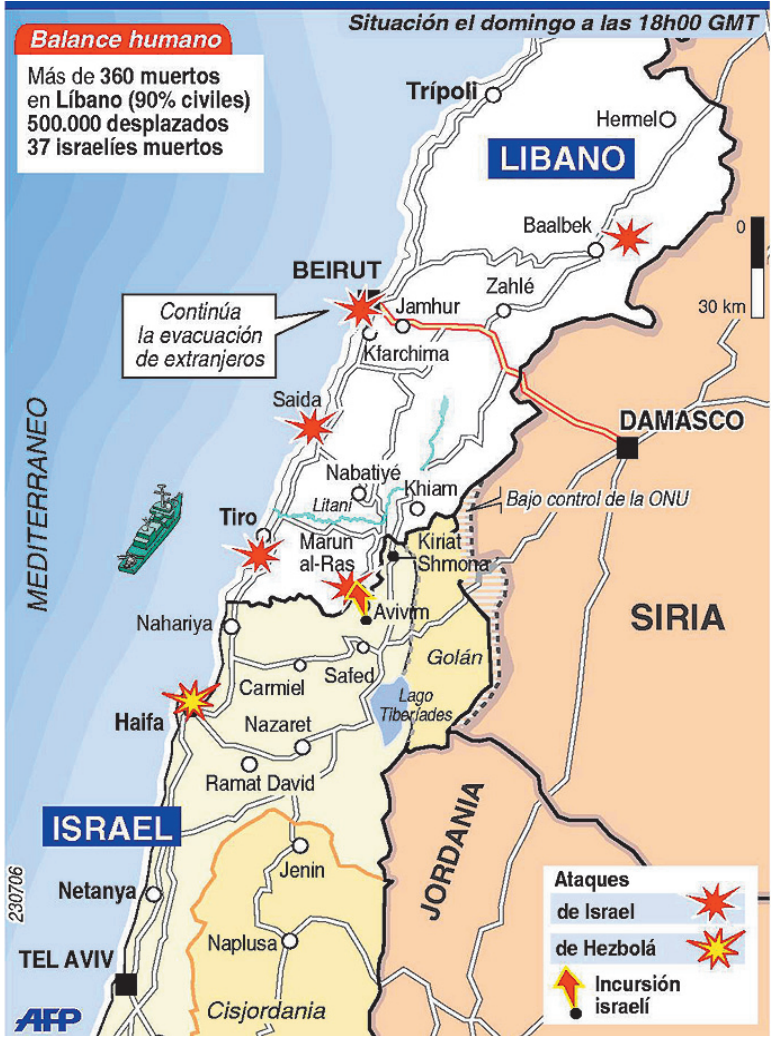 Situación el domingo a las 18h00 GMT
Balance humano
Más de 360 muertos
en Líbano (90% civiles)
500.000 desplazados
37 israelíes muertos
Trípoli
Hermel
LIBANO
Baalbek
0
30 km
BEIRUT
Zahlé
Jamhur
Continúa
la evacuación
de extranjeros
Kfarchima
Saida
DAMASCO
MEDITERRANEO
Nabatiyé
Khiam
Litani
Bajo control de la ONU
Tiro
Marun
al-Ras
Kiriat
Shmona
SIRIA
Avivim
Nahariya
Golán
Safed
Carmiel
Lago
Tiberíades
Haifa
Nazaret
Ramat David
JORDANIA
ISRAEL
Jenin
230706
Netanya
Naplusa
TEL AVIV
Cisjordania
Ataques
de Israel
de Hezbolá
Incursión
israelí
AFP